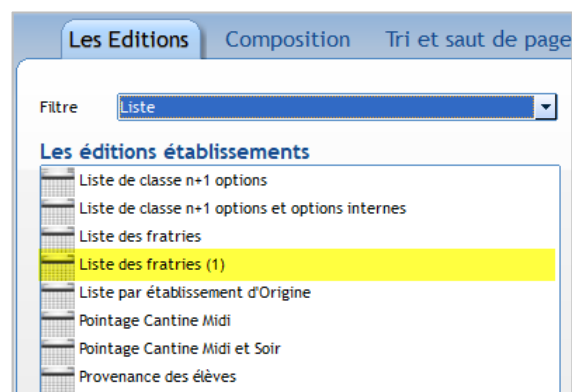 Les Editions Composition Tri et saut de page
Filtre Liste
Les éditions établissements
Liste de classe n+1 options
Liste de classe n+1 options et options internes
Liste des fratries
Liste des fratries (1)
Liste par établissement d'Origine
Pointage Cantine Midi
Pointage Cantine Midi et Soir
Provenance des élèves